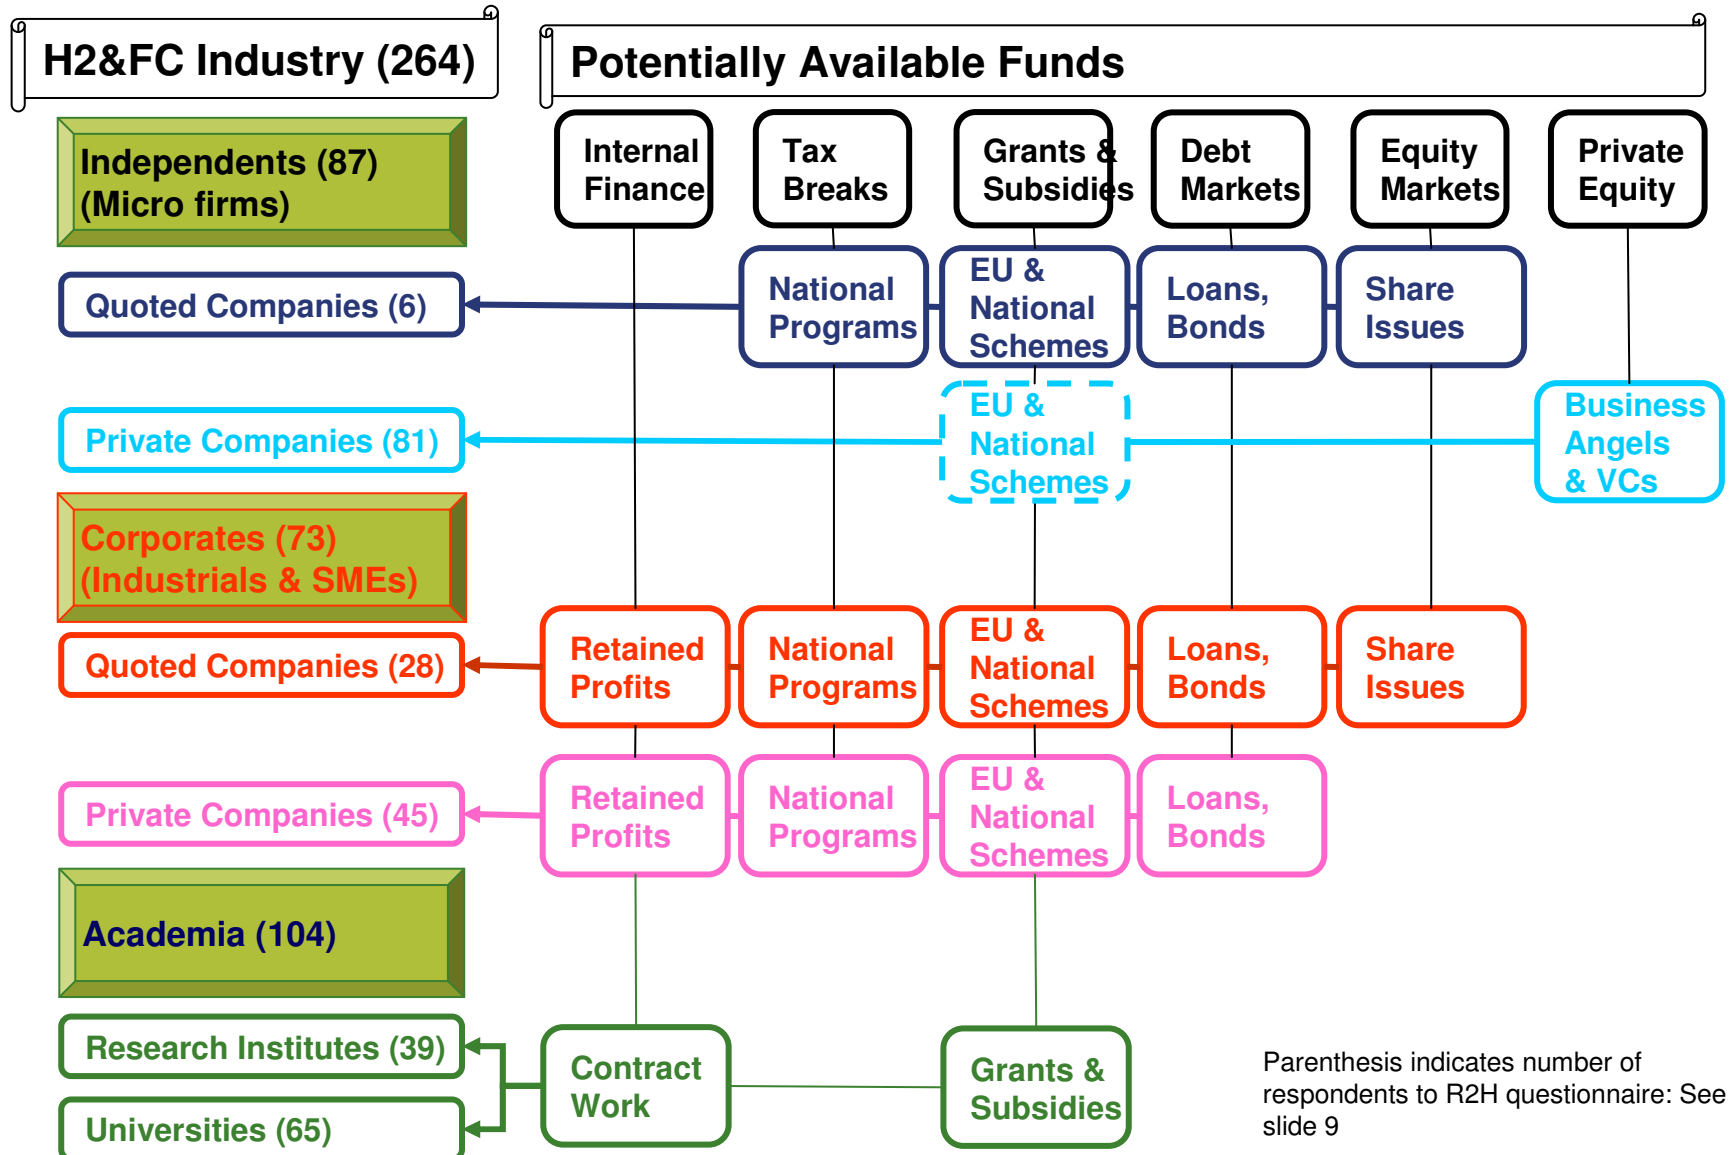 H2&FC Industry (264)
Potentially Available Funds
Independents (87)
(Micro firms)
Internal
Finance
Tax
Breaks
Grants &
Subsidies
Debt
Markets
Equity
Markets
Private
Equity
Quoted Companies (6)
National
Programs
EU &
National
Schemes
Loans,
Bonds
Share
Issues
Private Companies (81)
EU &
National
Schemes
Business
Angels
& VCs
Corporates (73)
(Industrials & SMEs)
Quoted Companies (28)
Retained
Profits
National
Programs
EU &
National
Schemes
Loans,
Bonds
Share
Issues
Private Companies (45)
Retained
Profits
National
Programs
EU &
National
Schemes
Loans,
Bonds
Academia (104)
Research Institutes (39)
Universities (65)
Contract
Work
Grants &
Subsidies
Parenthesis indicates number of
respondents to R2H questionnaire: See
slide 9